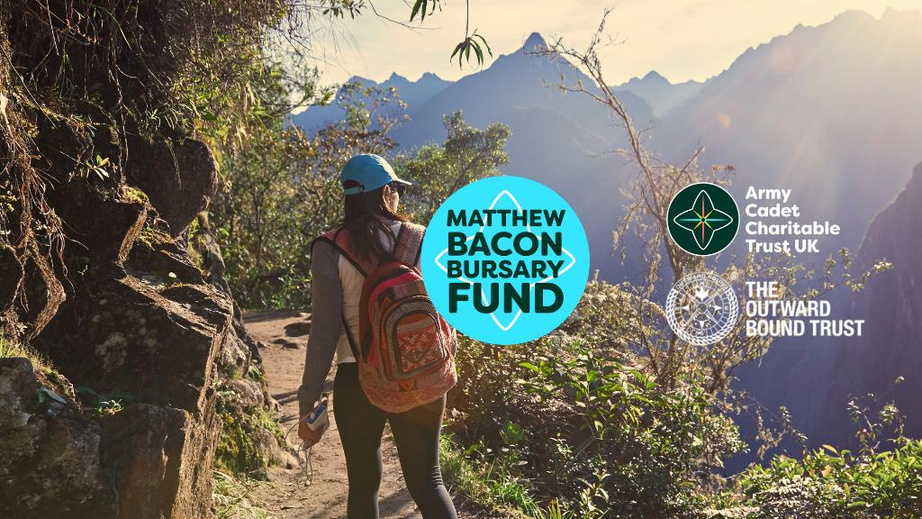 MATTHEW
BACON
BURSARY
FUND
Army
Cadet
Charitable
Trust UK
THE
OUTWARD
BOUND TRUST